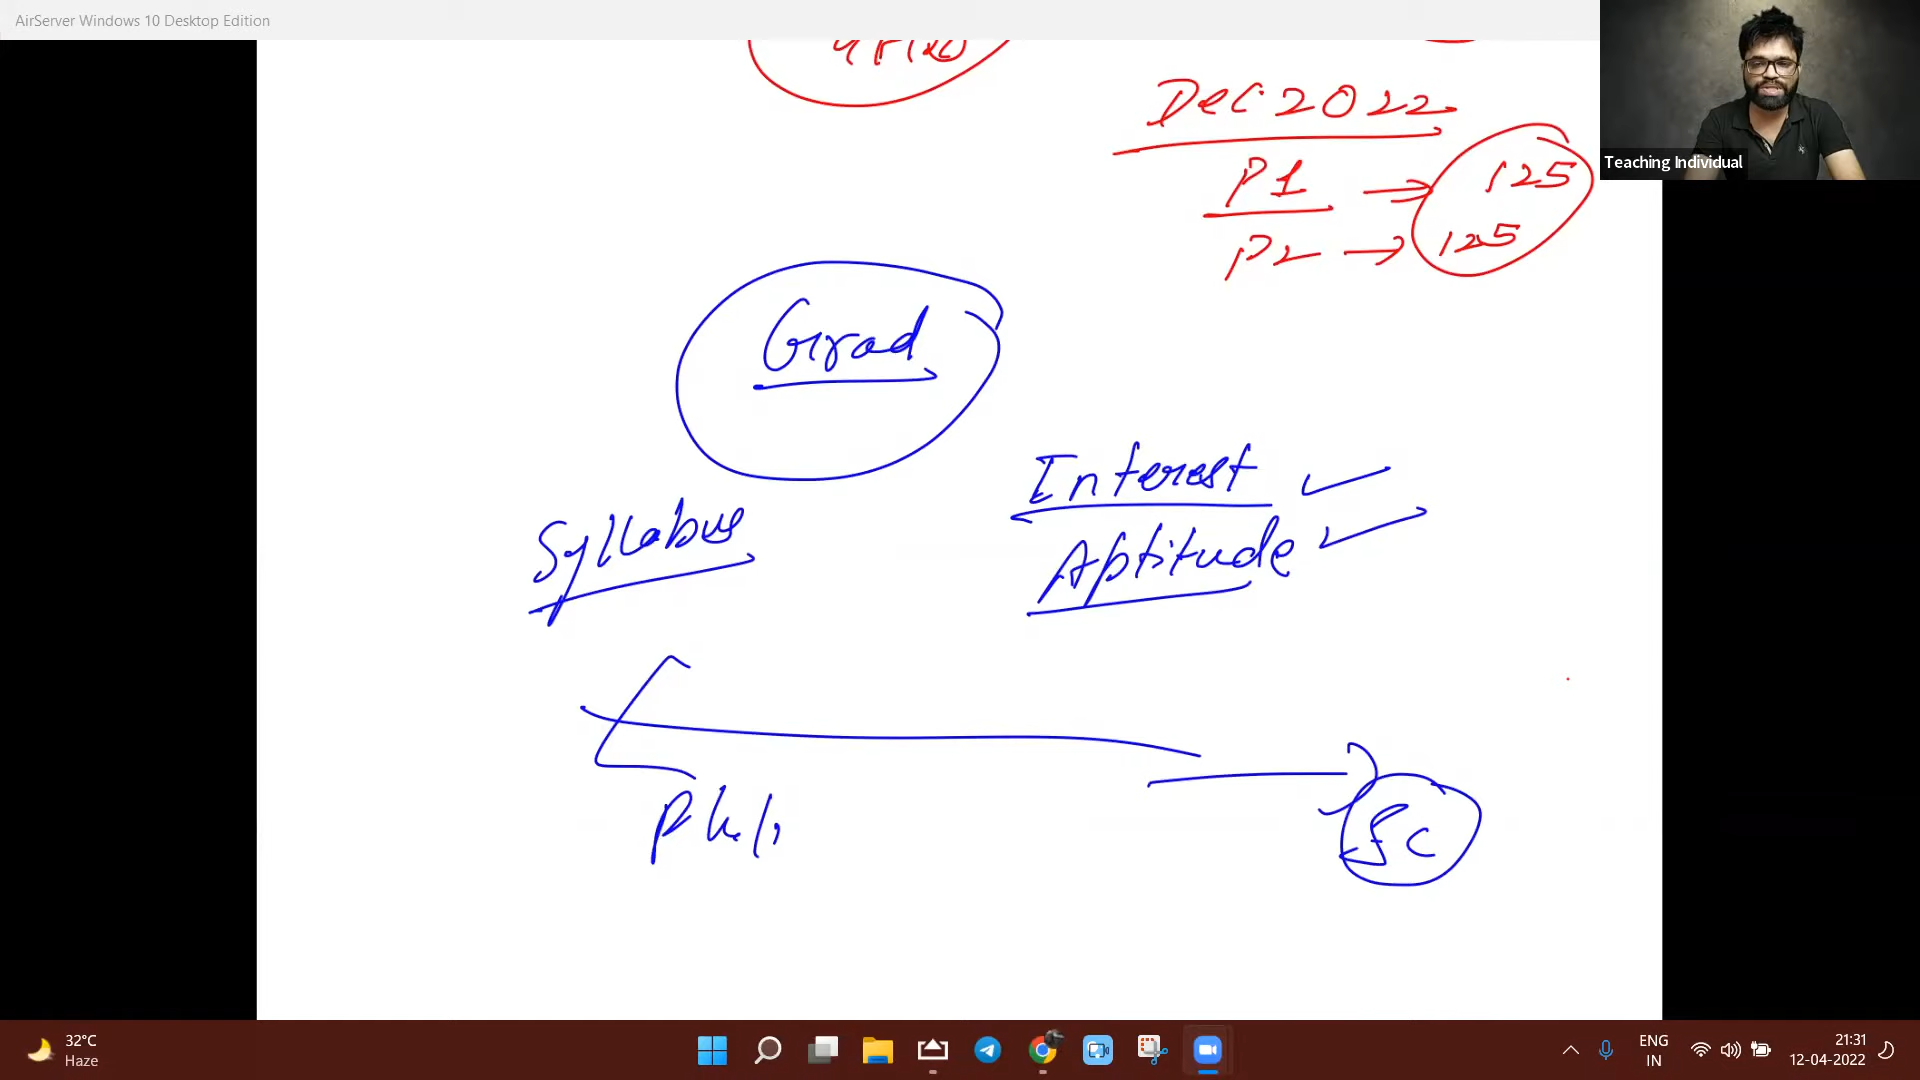 AirServer Windows 10 Desktop Edition
Dec 2022
P1 → 125
P2 → 125
Teaching Individual
Grad
Interest ✓
Syllabus
Aptitude ✓
Sc
32°C
Haze
ENG
IN
21:31
12-04-2022